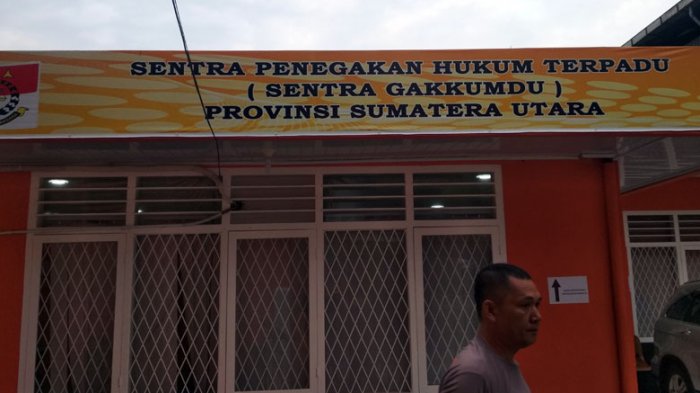 SENTRA PENEGAKAN HUKUM TERPADU
( SENTRA GAKKUMDU )
PROVINSI SUMATERA UTARA